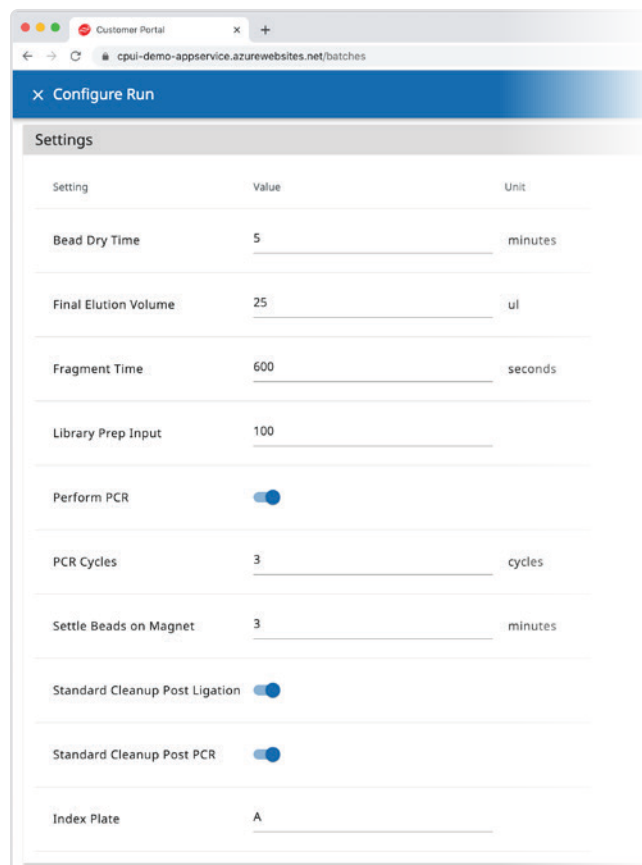 Customer Portal
cpui-demo-appservice.azurewebsites.net/batches
Configure Run
Settings
Setting Value Unit
Bead Dry Time 5 minutes
Final Elution Volume 25 ul
Fragment Time 600 seconds
Library Prep Input 100
Perform PCR
PCR Cycles 3 cycles
Settle Beads on Magnet 3 minutes
Standard Cleanup Post Ligation
Standard Cleanup Post PCR
Index Plate A